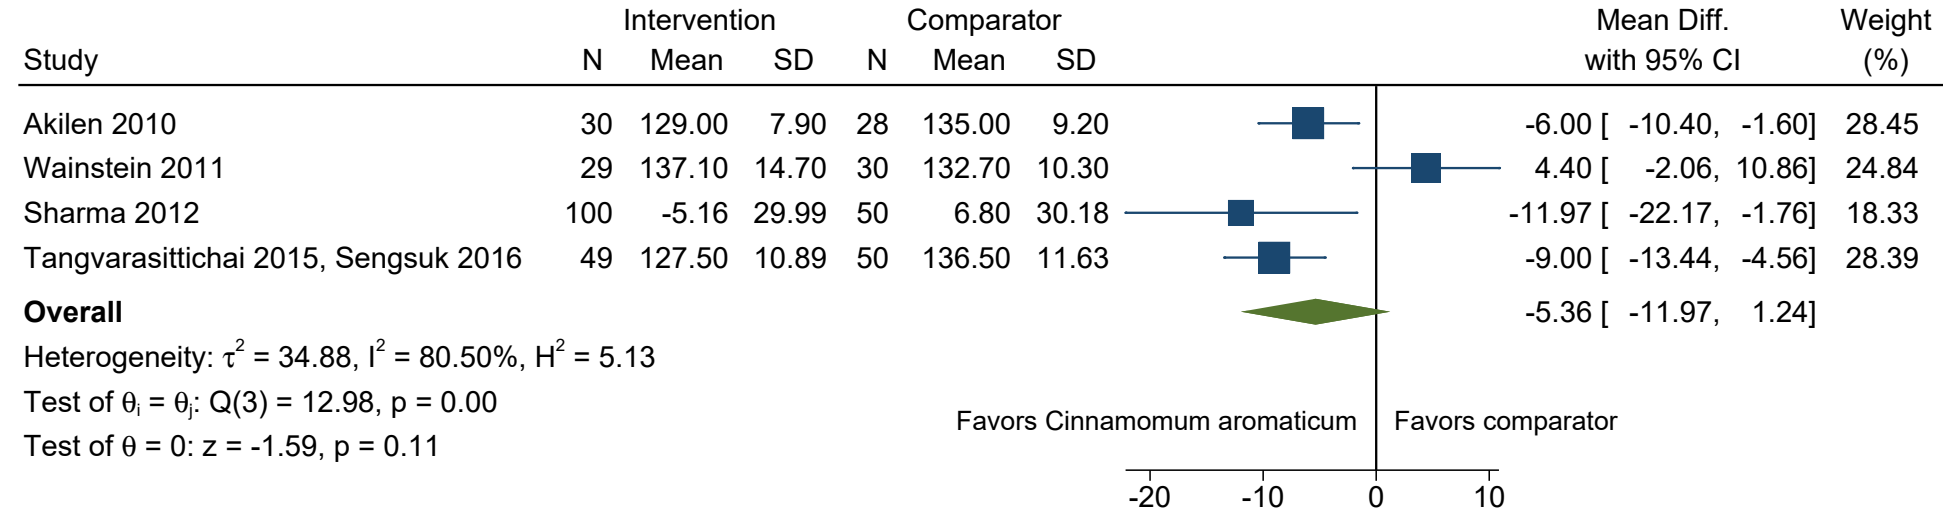 Intervention Comparator Mean Diff. Weight
Study N Mean SD N Mean SD with 95% CI (%)
Akilen 2010 30 129.00 7.90 28 135.00 9.20 -6.00 [ -10.40, -1.60] 28.45
Wainstein 2011 29 137.10 14.70 30 132.70 10.30 4.40 [ -2.06, 10.86] 24.84
Sharma 2012 100 -5.16 29.99 50 6.80 30.18 -11.97 [ -22.17, -1.76] 18.33
Tangvarasittichai 2015, Sengsuk 2016 49 127.50 10.89 50 136.50 11.63 -9.00 [ -13.44, -4.56] 28.39
Overall -5.36 [ -11.97, 1.24]
Heterogeneity: τ² = 34.88, I² = 80.50%, H² = 5.13
Test of θᵢ = θⱼ: Q(3) = 12.98, p = 0.00
Favors Cinnamomum aromaticum Favors comparator
Test of θ = 0: z = -1.59, p = 0.11
-20 -10 0 10